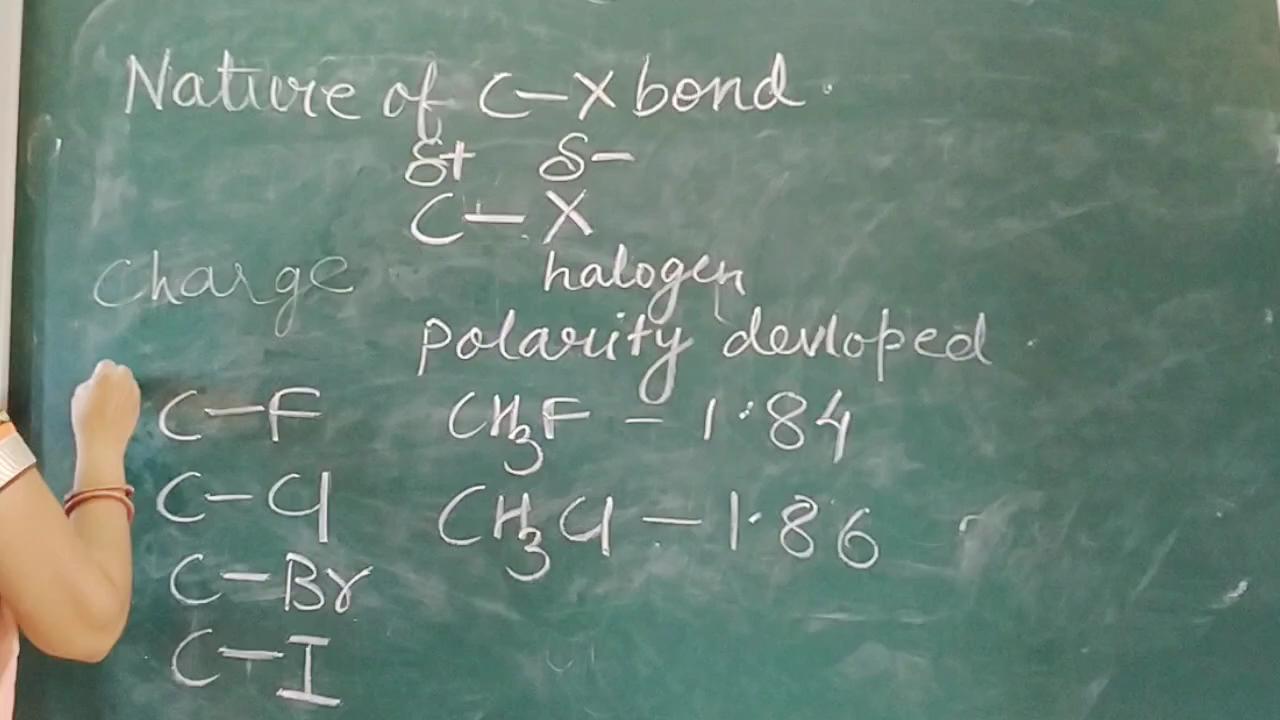 Nature of C-X bond.
δ+ δ-
C-X
Charge halogen
polarity devloped
C-F CH3F - 1.84
C-Cl CH3Cl - 1.86
C-Br
C-I